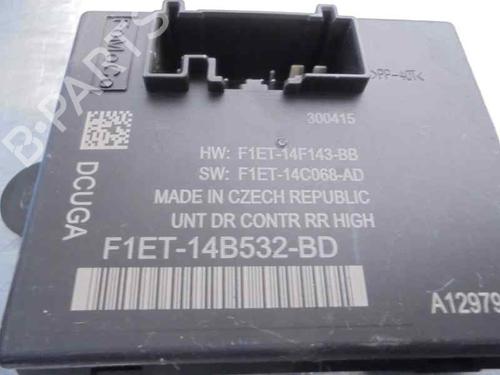 FoMoCo
>PP-40T<
300415
HW: F1ET-14F143-BB
SW: F1ET-14C068-AD
MADE IN CZECH REPUBLIC
UNT DR CONTR RR HIGH
DCUGA
F1ET-14B532-BD
A12979
B-PARTS